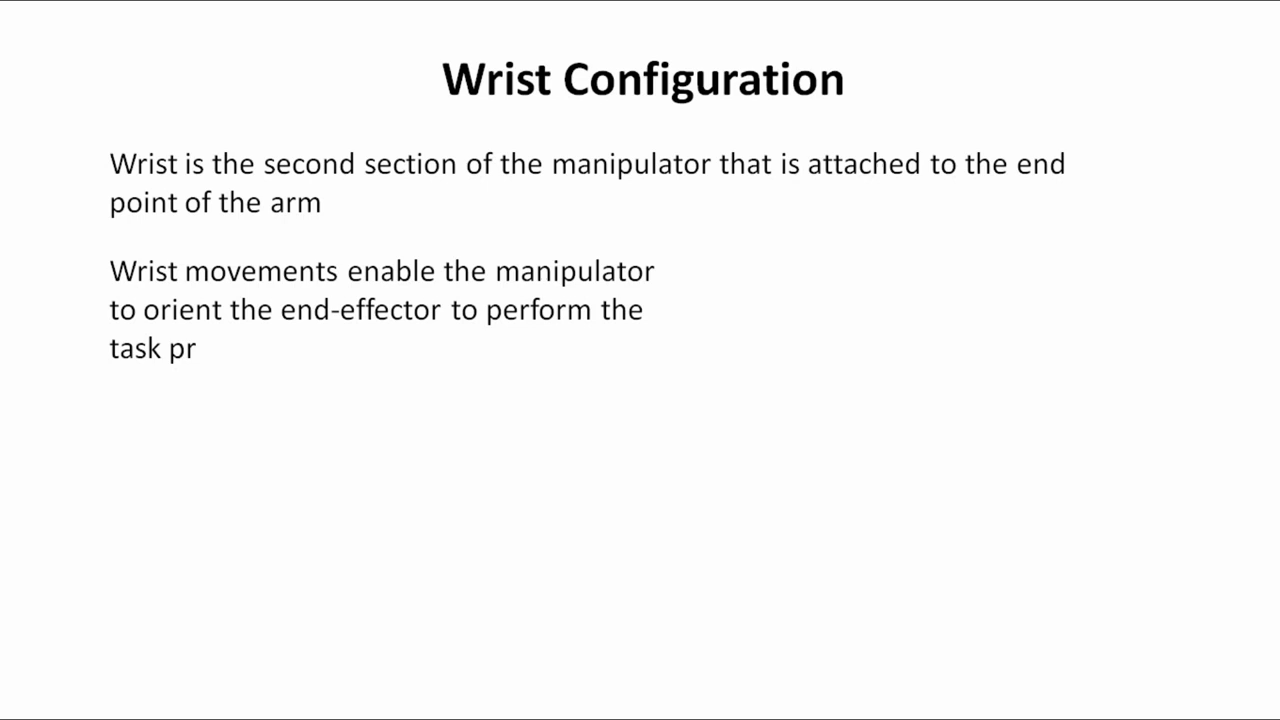 Wrist Configuration
Wrist is the second section of the manipulator that is attached to the end
point of the arm
Wrist movements enable the manipulator
to orient the end-effector to perform the
task pr